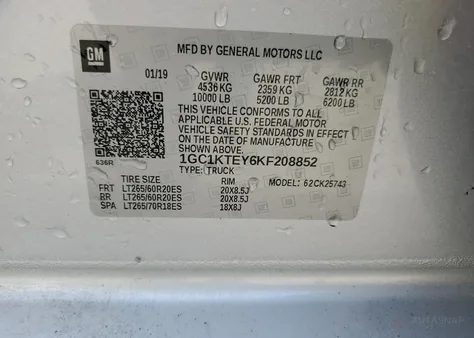 GM
MFD BY GENERAL MOTORS LLC
01/19 GVWR GAWR FRT GAWR RR
4536 KG 2359 KG 2812 KG
10000 LB 5200 LB 6200 LB
THIS VEHICLE CONFORMS TO ALL
APPLICABLE U.S. FEDERAL MOTOR
VEHICLE SAFETY STANDARDS IN EFFECT
ON THE DATE OF MANUFACTURE SHOWN ABOVE.
636R 1GC1KTEY6KF208852
TYPE: TRUCK
TIRE SIZE RIM MODEL: 62CK25743
FRT LT265/60R20ES 20X8.5J
RR LT265/60R20ES 20X8.5J
SPA LT265/70R18ES 18X8J